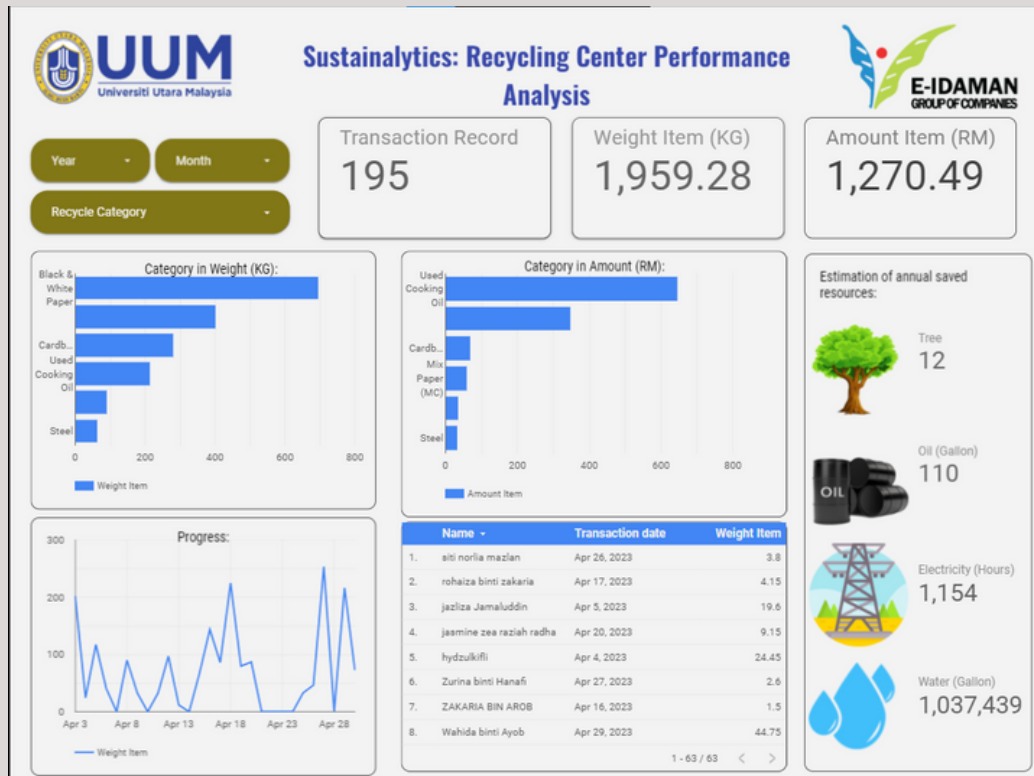 UUM
Universiti Utara Malaysia
Sustainalytics: Recycling Center Performance
Analysis
E-IDAMAN
GROUP OF COMPANIES
Year
Month
Recycle Category
Transaction Record
195
Weight Item (KG)
1,959.28
Amount Item (RM)
1,270.49
Category in Weight (KG):
Black &
White
Paper
Cardb...
Used
Cooking
Oil
Steel
0 200 400 600 800
Weight Item
Category in Amount (RM):
Used
Cooking
Oil
Cardb...
Mix
Paper
(MC)
Steel
0 200 400 600 800
Amount Item
Estimation of annual saved
resources:
Tree
12
OIL
Oil (Gallon)
110
Electricity (Hours)
1,154
Water (Gallon)
1,037,439
Progress:
300
200
100
0
Apr 3 Apr 8 Apr 13 Apr 18 Apr 23 Apr 28
Weight Item
Name Transaction date Weight Item
1. siti norlia mazlan Apr 26, 2023 3.8
2. rohaiza binti zakaria Apr 17, 2023 4.15
3. jazliza Jamaluddin Apr 5, 2023 19.6
4. jasmine zea raziah radha Apr 20, 2023 9.15
5. hydzulkifli Apr 4, 2023 24.45
6. Zurina binti Hanafi Apr 27, 2023 2.6
7. ZAKARIA BIN AROB Apr 16, 2023 1.5
8. Wahida binti Ayob Apr 29, 2023 44.75
1 - 63 / 63